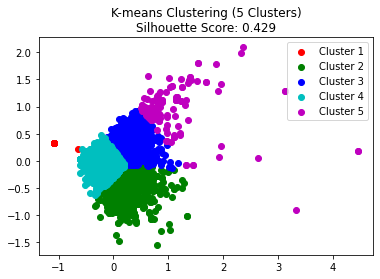 K-means Clustering (5 Clusters)
Silhouette Score: 0.429
Cluster 1
Cluster 2
Cluster 3
Cluster 4
Cluster 5
2.0
1.5
1.0
0.5
0.0
−0.5
−1.0
−1.5
−1 0 1 2 3 4